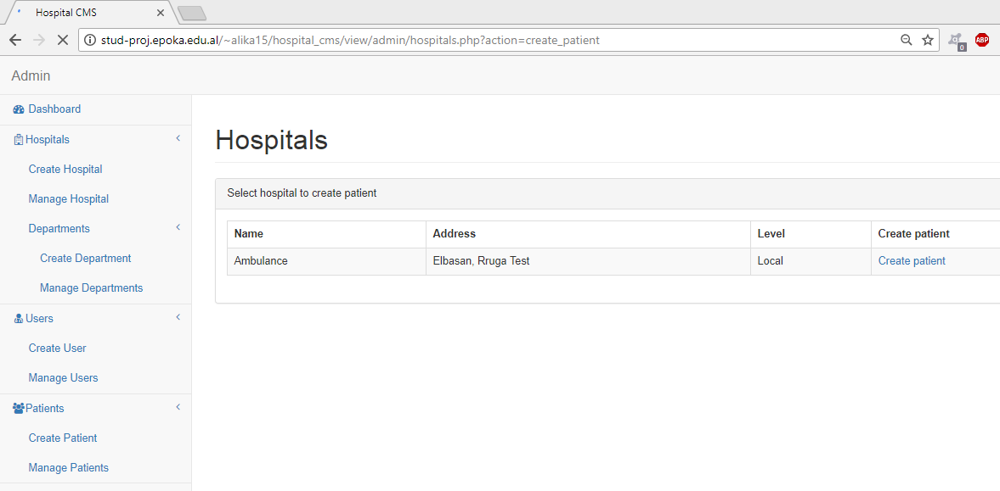 Hospital CMS
stud-proj.epoka.edu.al/~alika15/hospital_cms/view/admin/hospitals.php?action=create_patient
0
ABP
Admin
Dashboard
Hospitals
Create Hospital
Manage Hospital
Departments
Create Department
Manage Departments
Users
Create User
Manage Users
Patients
Create Patient
Manage Patients
Hospitals
Select hospital to create patient
Name Address Level Create patient
Ambulance Elbasan, Rruga Test Local Create patient